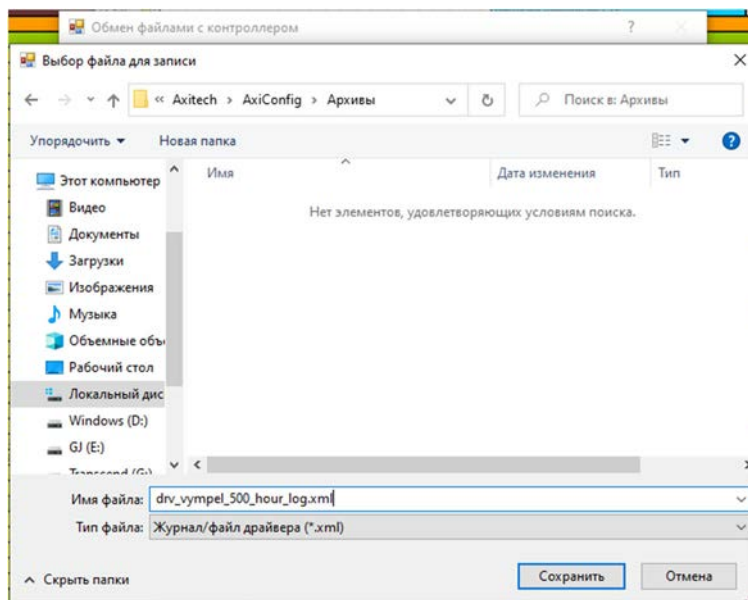 Обмен файлами с контроллером ?
Выбор файла для записи
« Axitech › AxiConfig › Архивы Поиск в: Архивы
Упорядочить Новая папка
Имя Дата изменения Тип
Нет элементов, удовлетворяющих условиям поиска.
Этот компьютер
Видео
Документы
Загрузки
Изображения
Музыка
Объемные объ
Рабочий стол
Локальный дис
Windows (D:)
GJ (E:)
Transcend (G:)
Имя файла: drv_vympel_500_hour_log.xml
Тип файла: Журнал/файл драйвера (*.xml)
Скрыть папки Сохранить Отмена